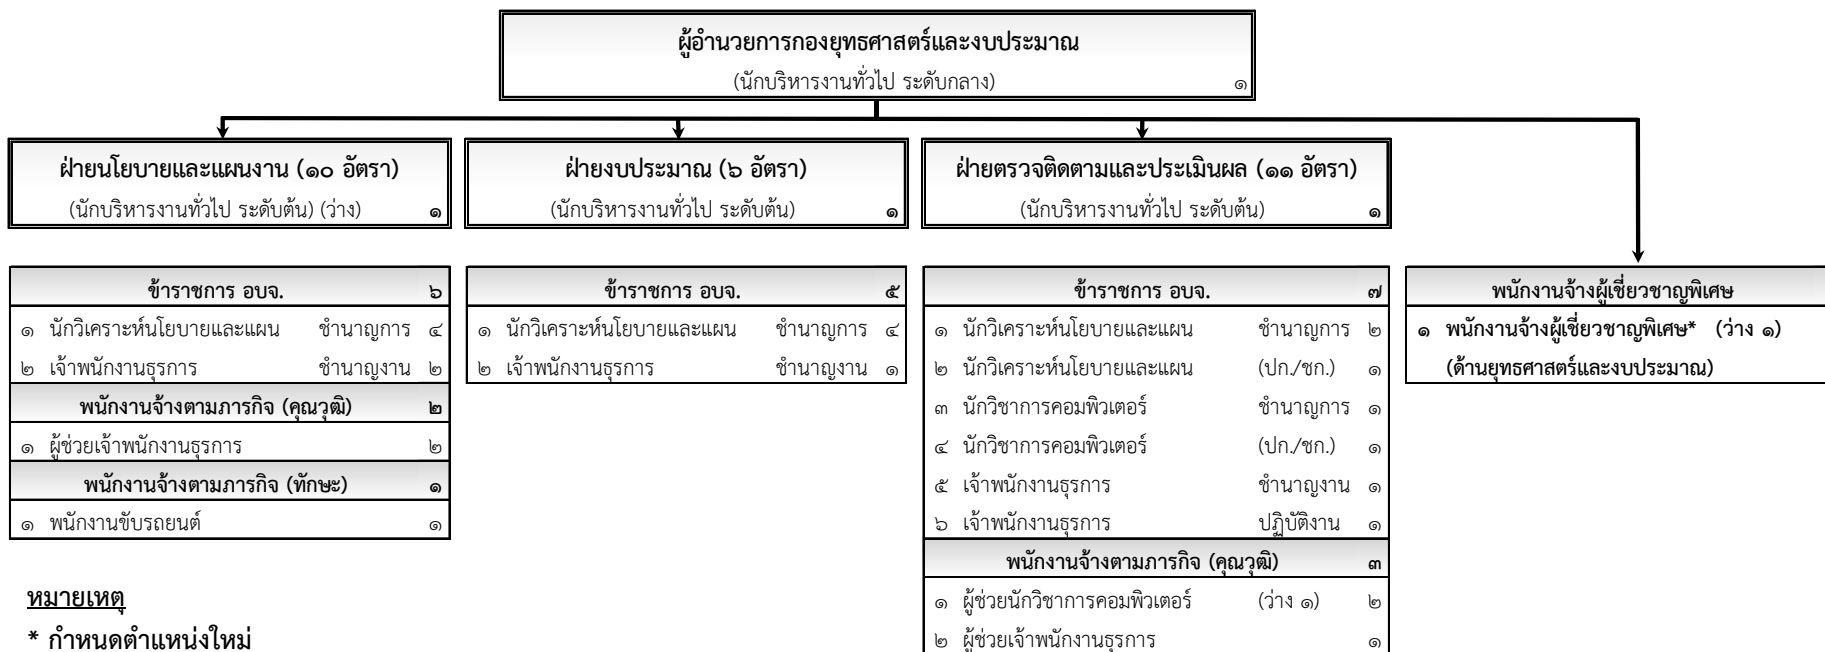 ผู้อำนวยการกองยุทธศาสตร์และงบประมาณ
(นักบริหารงานทั่วไป ระดับกลาง) ๑
ฝ่ายนโยบายและแผนงาน (๑๐ อัตรา)
(นักบริหารงานทั่วไป ระดับต้น) (ว่าง) ๑
ฝ่ายงบประมาณ (๖ อัตรา)
(นักบริหารงานทั่วไป ระดับต้น) ๑
ฝ่ายตรวจติดตามและประเมินผล (๑๑ อัตรา)
(นักบริหารงานทั่วไป ระดับต้น) ๑
ข้าราชการ อบจ. ๖
๑ นักวิเคราะห์นโยบายและแผน ชำนาญการ ๔
๒ เจ้าพนักงานธุรการ ชำนาญงาน ๒
พนักงานจ้างตามภารกิจ (คุณวุฒิ) ๒
๑ ผู้ช่วยเจ้าพนักงานธุรการ ๒
พนักงานจ้างตามภารกิจ (ทักษะ) ๑
๑ พนักงานขับรถยนต์ ๑
ข้าราชการ อบจ. ๕
๑ นักวิเคราะห์นโยบายและแผน ชำนาญการ ๔
๒ เจ้าพนักงานธุรการ ชำนาญงาน ๑
ข้าราชการ อบจ. ๗
๑ นักวิเคราะห์นโยบายและแผน ชำนาญการ ๒
๒ นักวิเคราะห์นโยบายและแผน (ปก./ชก.) ๑
๓ นักวิชาการคอมพิวเตอร์ ชำนาญการ ๑
๔ นักวิชาการคอมพิวเตอร์ (ปก./ชก.) ๑
๕ เจ้าพนักงานธุรการ ชำนาญงาน ๑
๖ เจ้าพนักงานธุรการ ปฏิบัติงาน ๑
พนักงานจ้างตามภารกิจ (คุณวุฒิ) ๓
๑ ผู้ช่วยนักวิชาการคอมพิวเตอร์ (ว่าง ๑) ๒
๒ ผู้ช่วยเจ้าพนักงานธุรการ ๑
พนักงานจ้างผู้เชี่ยวชาญพิเศษ
๑ พนักงานจ้างผู้เชี่ยวชาญพิเศษ* (ว่าง ๑)
(ด้านยุทธศาสตร์และงบประมาณ)
หมายเหตุ
* กำหนดตำแหน่งใหม่